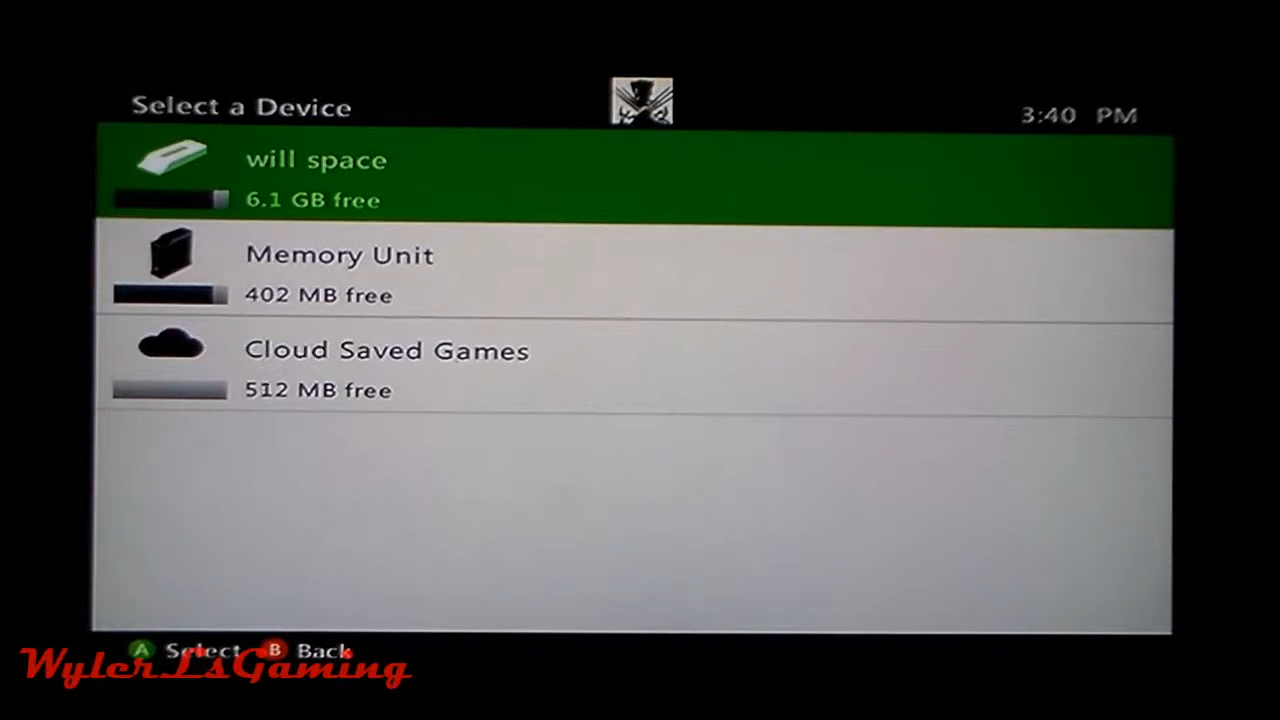 Select a Device
3:40 PM
will space
6.1 GB free
Memory Unit
402 MB free
Cloud Saved Games
512 MB free
A Select B Back
WylerLsGaming